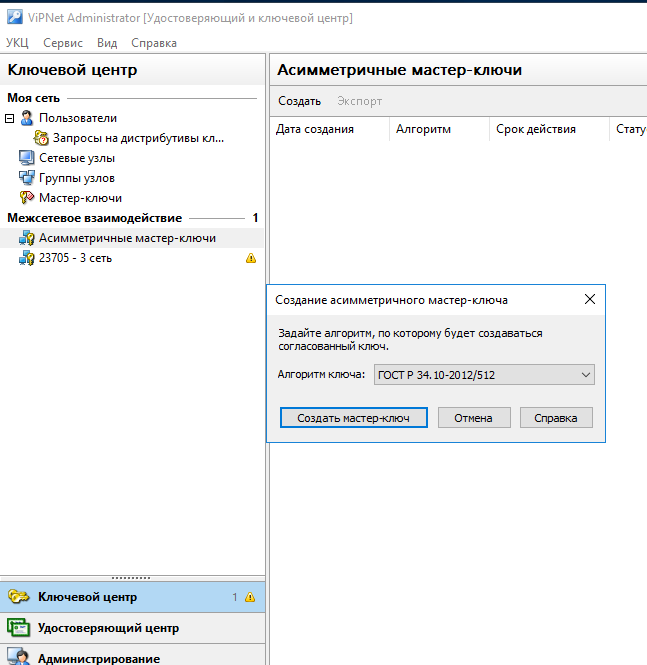 ViPNet Administrator [Удостоверяющий и ключевой центр]
УКЦ Сервис Вид Справка
Ключевой центр
Моя сеть
Пользователи
Запросы на дистрибутивы кл...
Сетевые узлы
Группы узлов
Мастер-ключи
Межсетевое взаимодействие 1
Асимметричные мастер-ключи
23705 - 3 сеть
Асимметричные мастер-ключи
Создать Экспорт
Дата создания Алгоритм Срок действия Стату
Создание асимметричного мастер-ключа
Задайте алгоритм, по которому будет создаваться
согласованный ключ.
Алгоритм ключа: ГОСТ Р 34.10-2012/512
Создать мастер-ключ Отмена Справка
Ключевой центр 1
Удостоверяющий центр
Администрирование